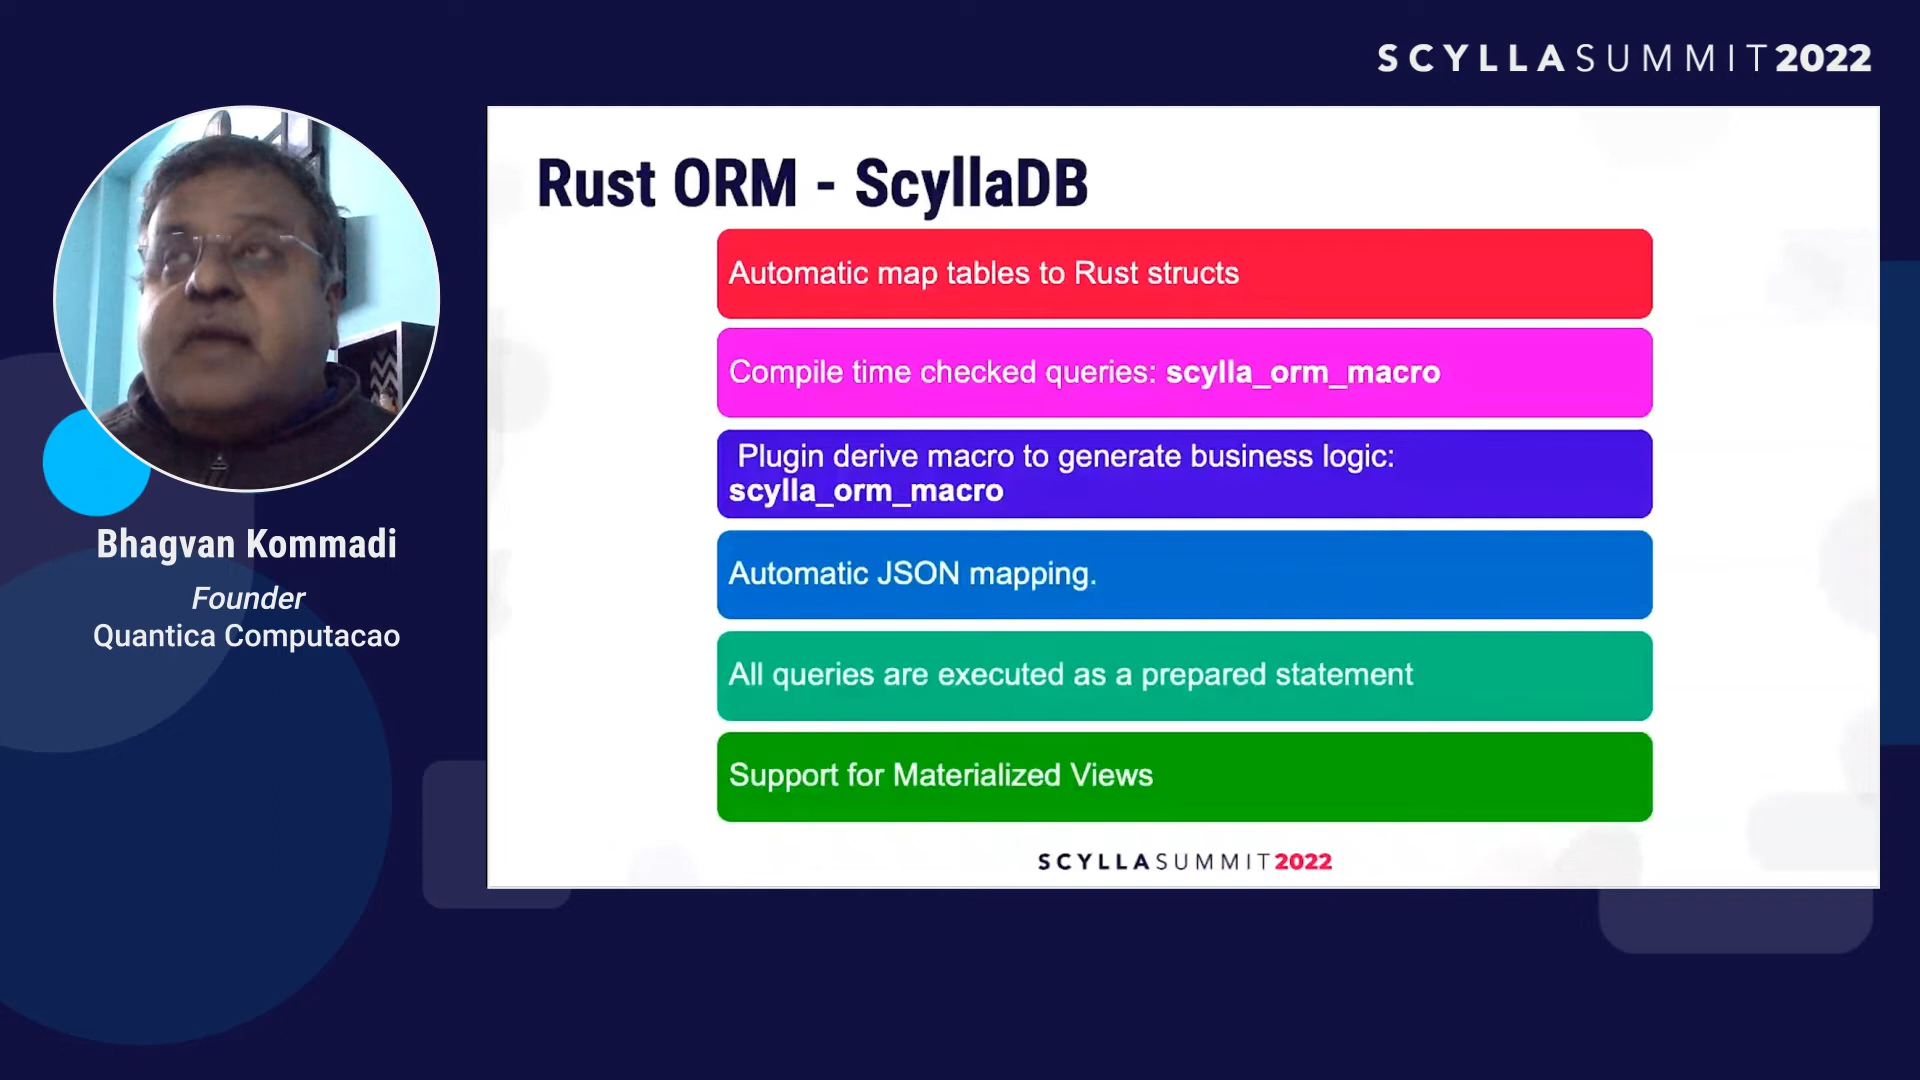 SCYLLASUMMIT2022
Rust ORM - ScyllaDB
Automatic map tables to Rust structs
Compile time checked queries: scylla_orm_macro
Plugin derive macro to generate business logic:
scylla_orm_macro
Automatic JSON mapping.
All queries are executed as a prepared statement
Support for Materialized Views
SCYLLASUMMIT2022
Bhagvan Kommadi
Founder
Quantica Computacao